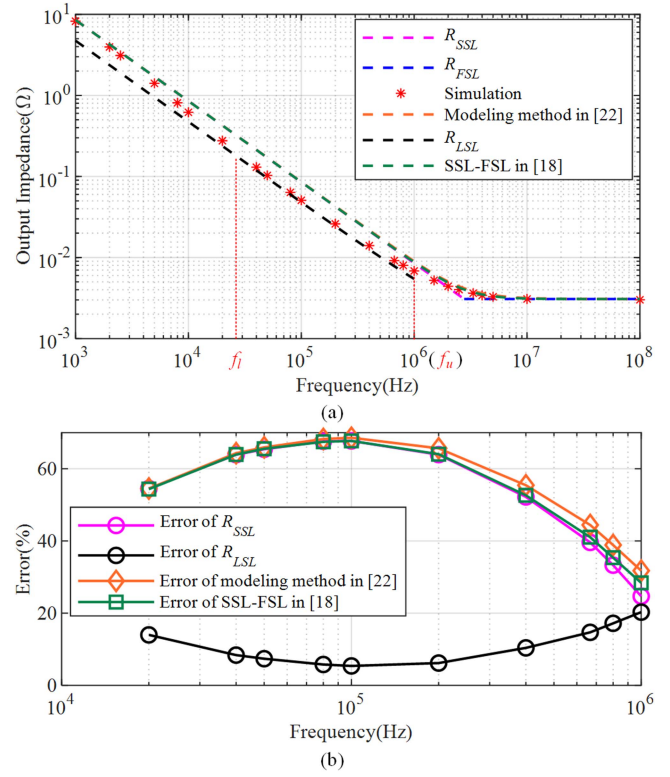 (a)
Output Impedance(Ω)
10^1
10^0
10^-1
10^-2
10^-3
R_SSL
R_FSL
Simulation
Modeling method in [22]
R_LSL
SSL-FSL in [18]
10^3
10^4
f_l
10^5
10^6(f_u)
10^7
10^8
Frequency(Hz)
(a)
Error(%)
60
40
20
0
Error of R_SSL
Error of R_LSL
Error of modeling method in [22]
Error of SSL-FSL in [18]
10^4
10^5
10^6
Frequency(Hz)
(b)